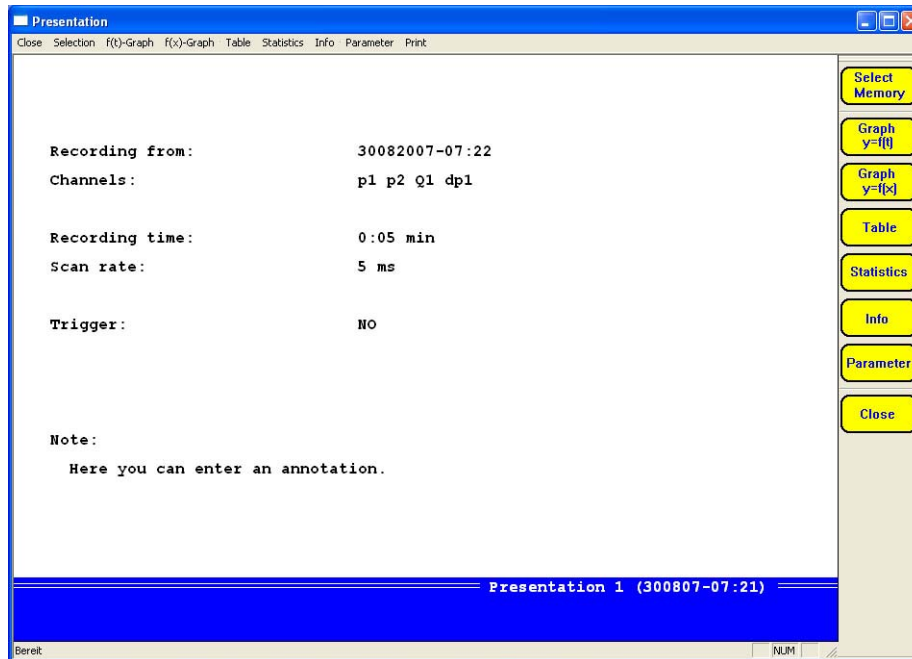 Presentation
Close Selection f(t)-Graph f(x)-Graph Table Statistics Info Parameter Print
Recording from: 30082007-07:22
Channels: p1 p2 Q1 dp1
Recording time: 0:05 min
Scan rate: 5 ms
Trigger: NO
Note:
Here you can enter an annotation.
Presentation 1 (300807-07:21)
Bereit NUM
Select
Memory
Graph
y=f(t)
Graph
y=f(x)
Table
Statistics
Info
Parameter
Close